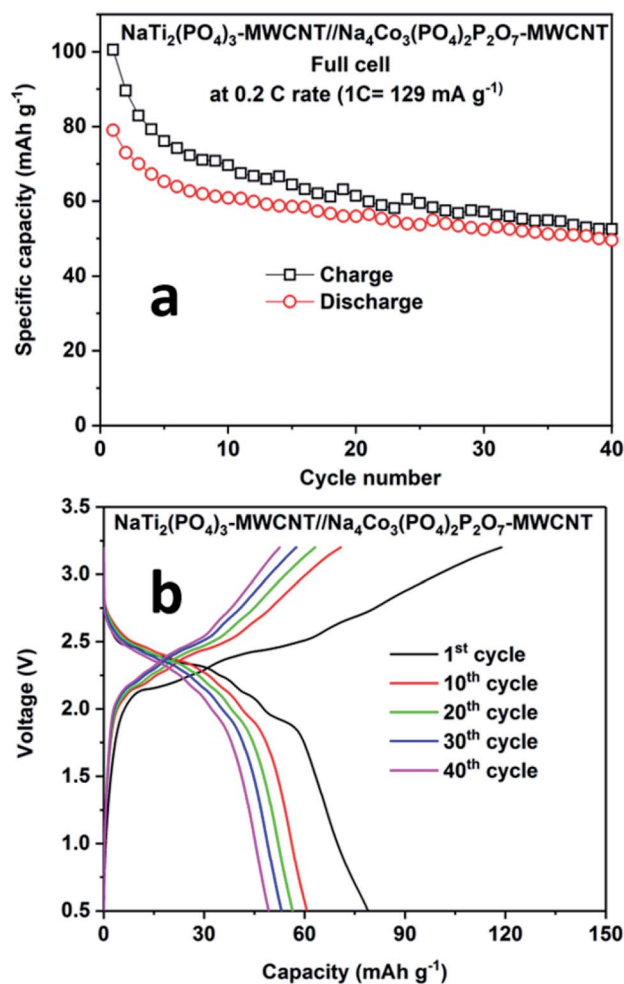 NaTi₂(PO₄)₃-MWCNT//Na₄Co₃(PO₄)₂P₂O₇-MWCNT
Full cell
at 0.2 C rate (1C= 129 mA g⁻¹)
100
80
60
40
20
0
Specific capacity (mAh g⁻¹)
Charge
Discharge
a
0 10 20 30 40
Cycle number
NaTi₂(PO₄)₃-MWCNT//Na₄Co₃(PO₄)₂P₂O₇-MWCNT
3.5
3.0
2.5
2.0
1.5
1.0
0.5
Voltage (V)
b
1ˢᵗ cycle
10ᵗʰ cycle
20ᵗʰ cycle
30ᵗʰ cycle
40ᵗʰ cycle
0 30 60 90 120 150
Capacity (mAh g⁻¹)